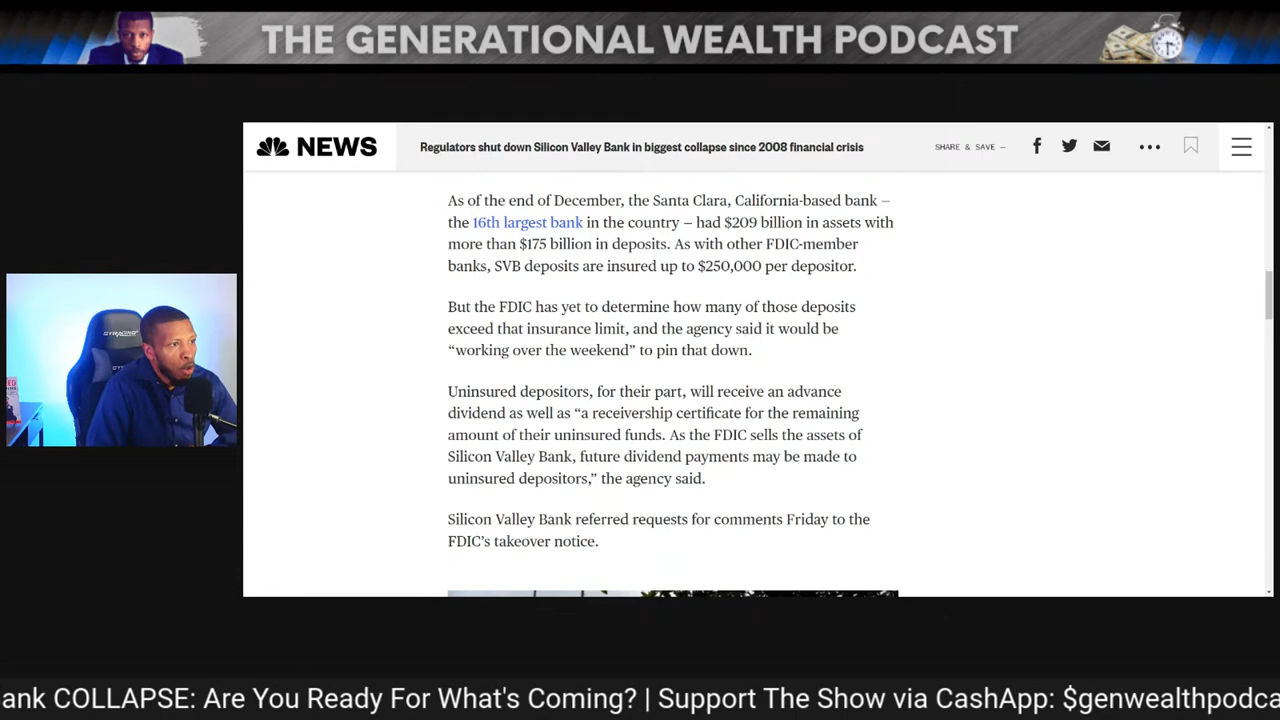 THE GENERATIONAL WEALTH PODCAST
NEWS
Regulators shut down Silicon Valley Bank in biggest collapse since 2008 financial crisis
SHARE & SAVE —
As of the end of December, the Santa Clara, California-based bank —
the 16th largest bank in the country — had $209 billion in assets with
more than $175 billion in deposits. As with other FDIC-member
banks, SVB deposits are insured up to $250,000 per depositor.
But the FDIC has yet to determine how many of those deposits
exceed that insurance limit, and the agency said it would be
“working over the weekend” to pin that down.
Uninsured depositors, for their part, will receive an advance
dividend as well as “a receivership certificate for the remaining
amount of their uninsured funds. As the FDIC sells the assets of
Silicon Valley Bank, future dividend payments may be made to
uninsured depositors,” the agency said.
Silicon Valley Bank referred requests for comments Friday to the
FDIC’s takeover notice.
GTRACING
ank COLLAPSE: Are You Ready For What's Coming? | Support The Show via CashApp: $genwealthpodca